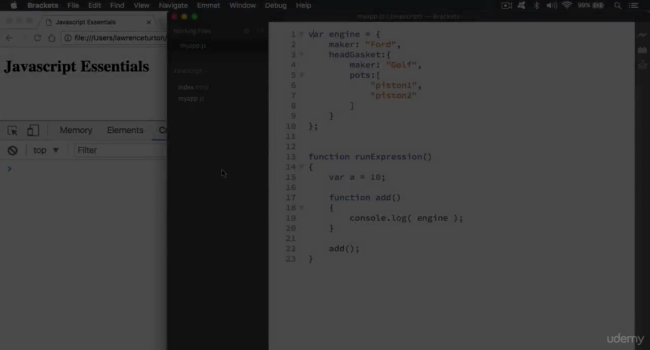 Brackets File Edit Find View Navigate Emmet Window Debug Help
99%
Javascript Essentials
file:///Users/lawrenceturton/
Javascript Essentials
Memory Elements
top Filter
Working Files
myapp.js
index.html
myapp.js
1 var engine = {
2 maker: "Ford",
3 headGasket:{
4 maker: "Golf",
5 pots:[
6 "piston1",
7 "piston2"
8 ]
9 }
10 };
11
12
13 function runExpression()
14 {
15 var a = 10;
16
17 function add()
18 {
19 console.log( engine );
20 }
21
22 add();
23 }
udemy